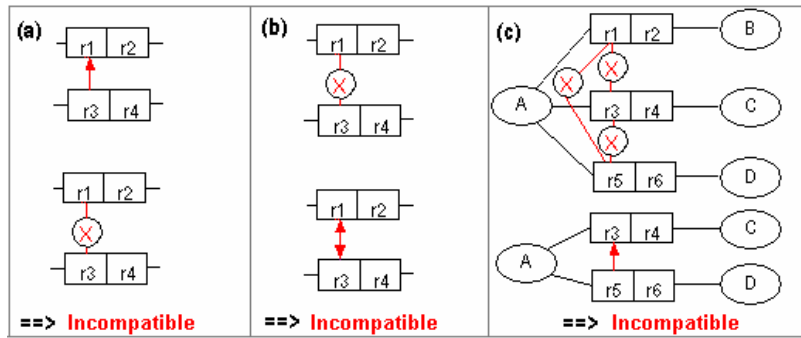 (a)
r1 r2
r3 r4
r1 r2
X
r3 r4
==> Incompatible
(b)
r1 r2
X
r3 r4
r1 r2
r3 r4
==> Incompatible
(c)
r1 r2 B
X X
A r3 r4 C
X
r5 r6 D
r3 r4 C
A
r5 r6 D
==> Incompatible